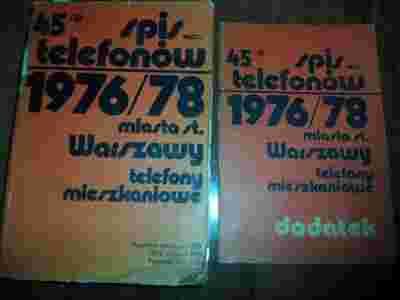 45 spis
telefonów
1976/78
miasta st.
Warszawy
telefony
mieszkaniowe
45 spis
telefonów
1976/78
miasta st.
Warszawy
telefony
mieszkaniowe
dodatek